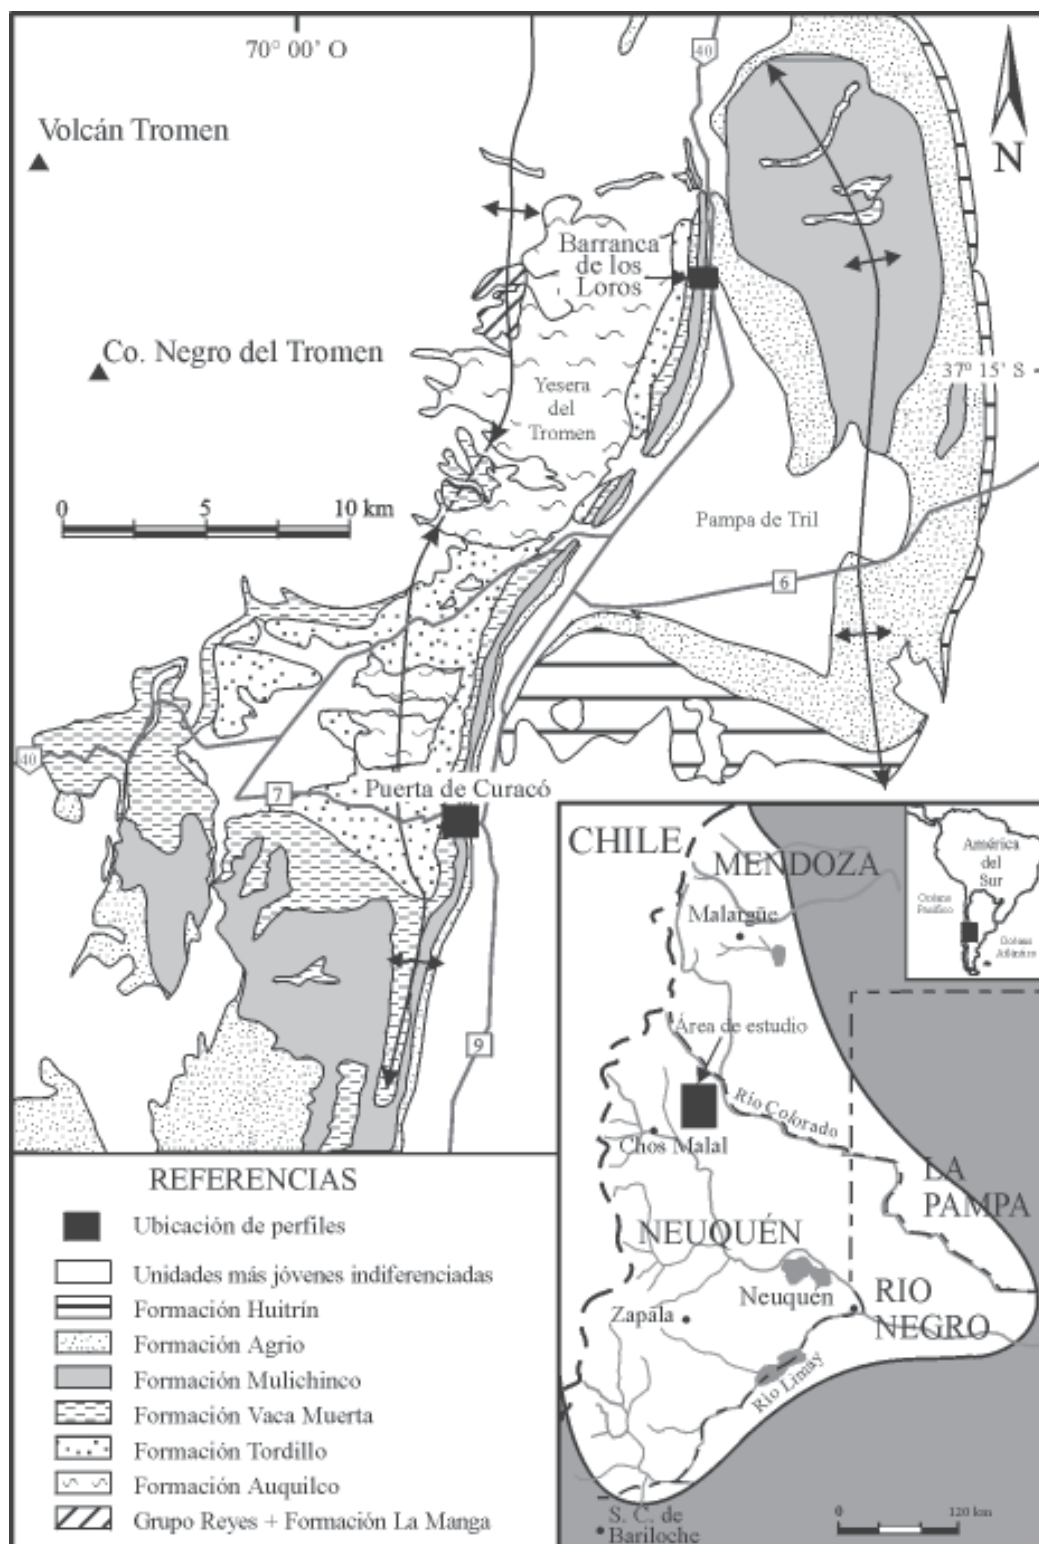 70° 00' O
40
Volcán Tromen
N
Barranca
de los
Loros
Co. Negro del Tromen
37° 15' S
Yesera
del
Tromen
0 5 10 km
Pampa de Tril
6
40
7
Puerta de Curacó
9
REFERENCIAS
Ubicación de perfiles
Unidades más jóvenes indiferenciadas
Formación Huitrín
Formación Agrio
Formación Mulichinco
Formación Vaca Muerta
Formación Tordillo
Formación Auquilco
Grupo Reyes + Formación La Manga
CHILE
MENDOZA
Malargüe
América
del
Sur
Océano
Pacífico
Océano
Atlántico
Área de estudio
Río Colorado
Chos Malal
LA
PAMPA
NEUQUÉN
Neuquén
RIO
NEGRO
Zapala
Río Limay
S. C. de
Bariloche
0 120 km